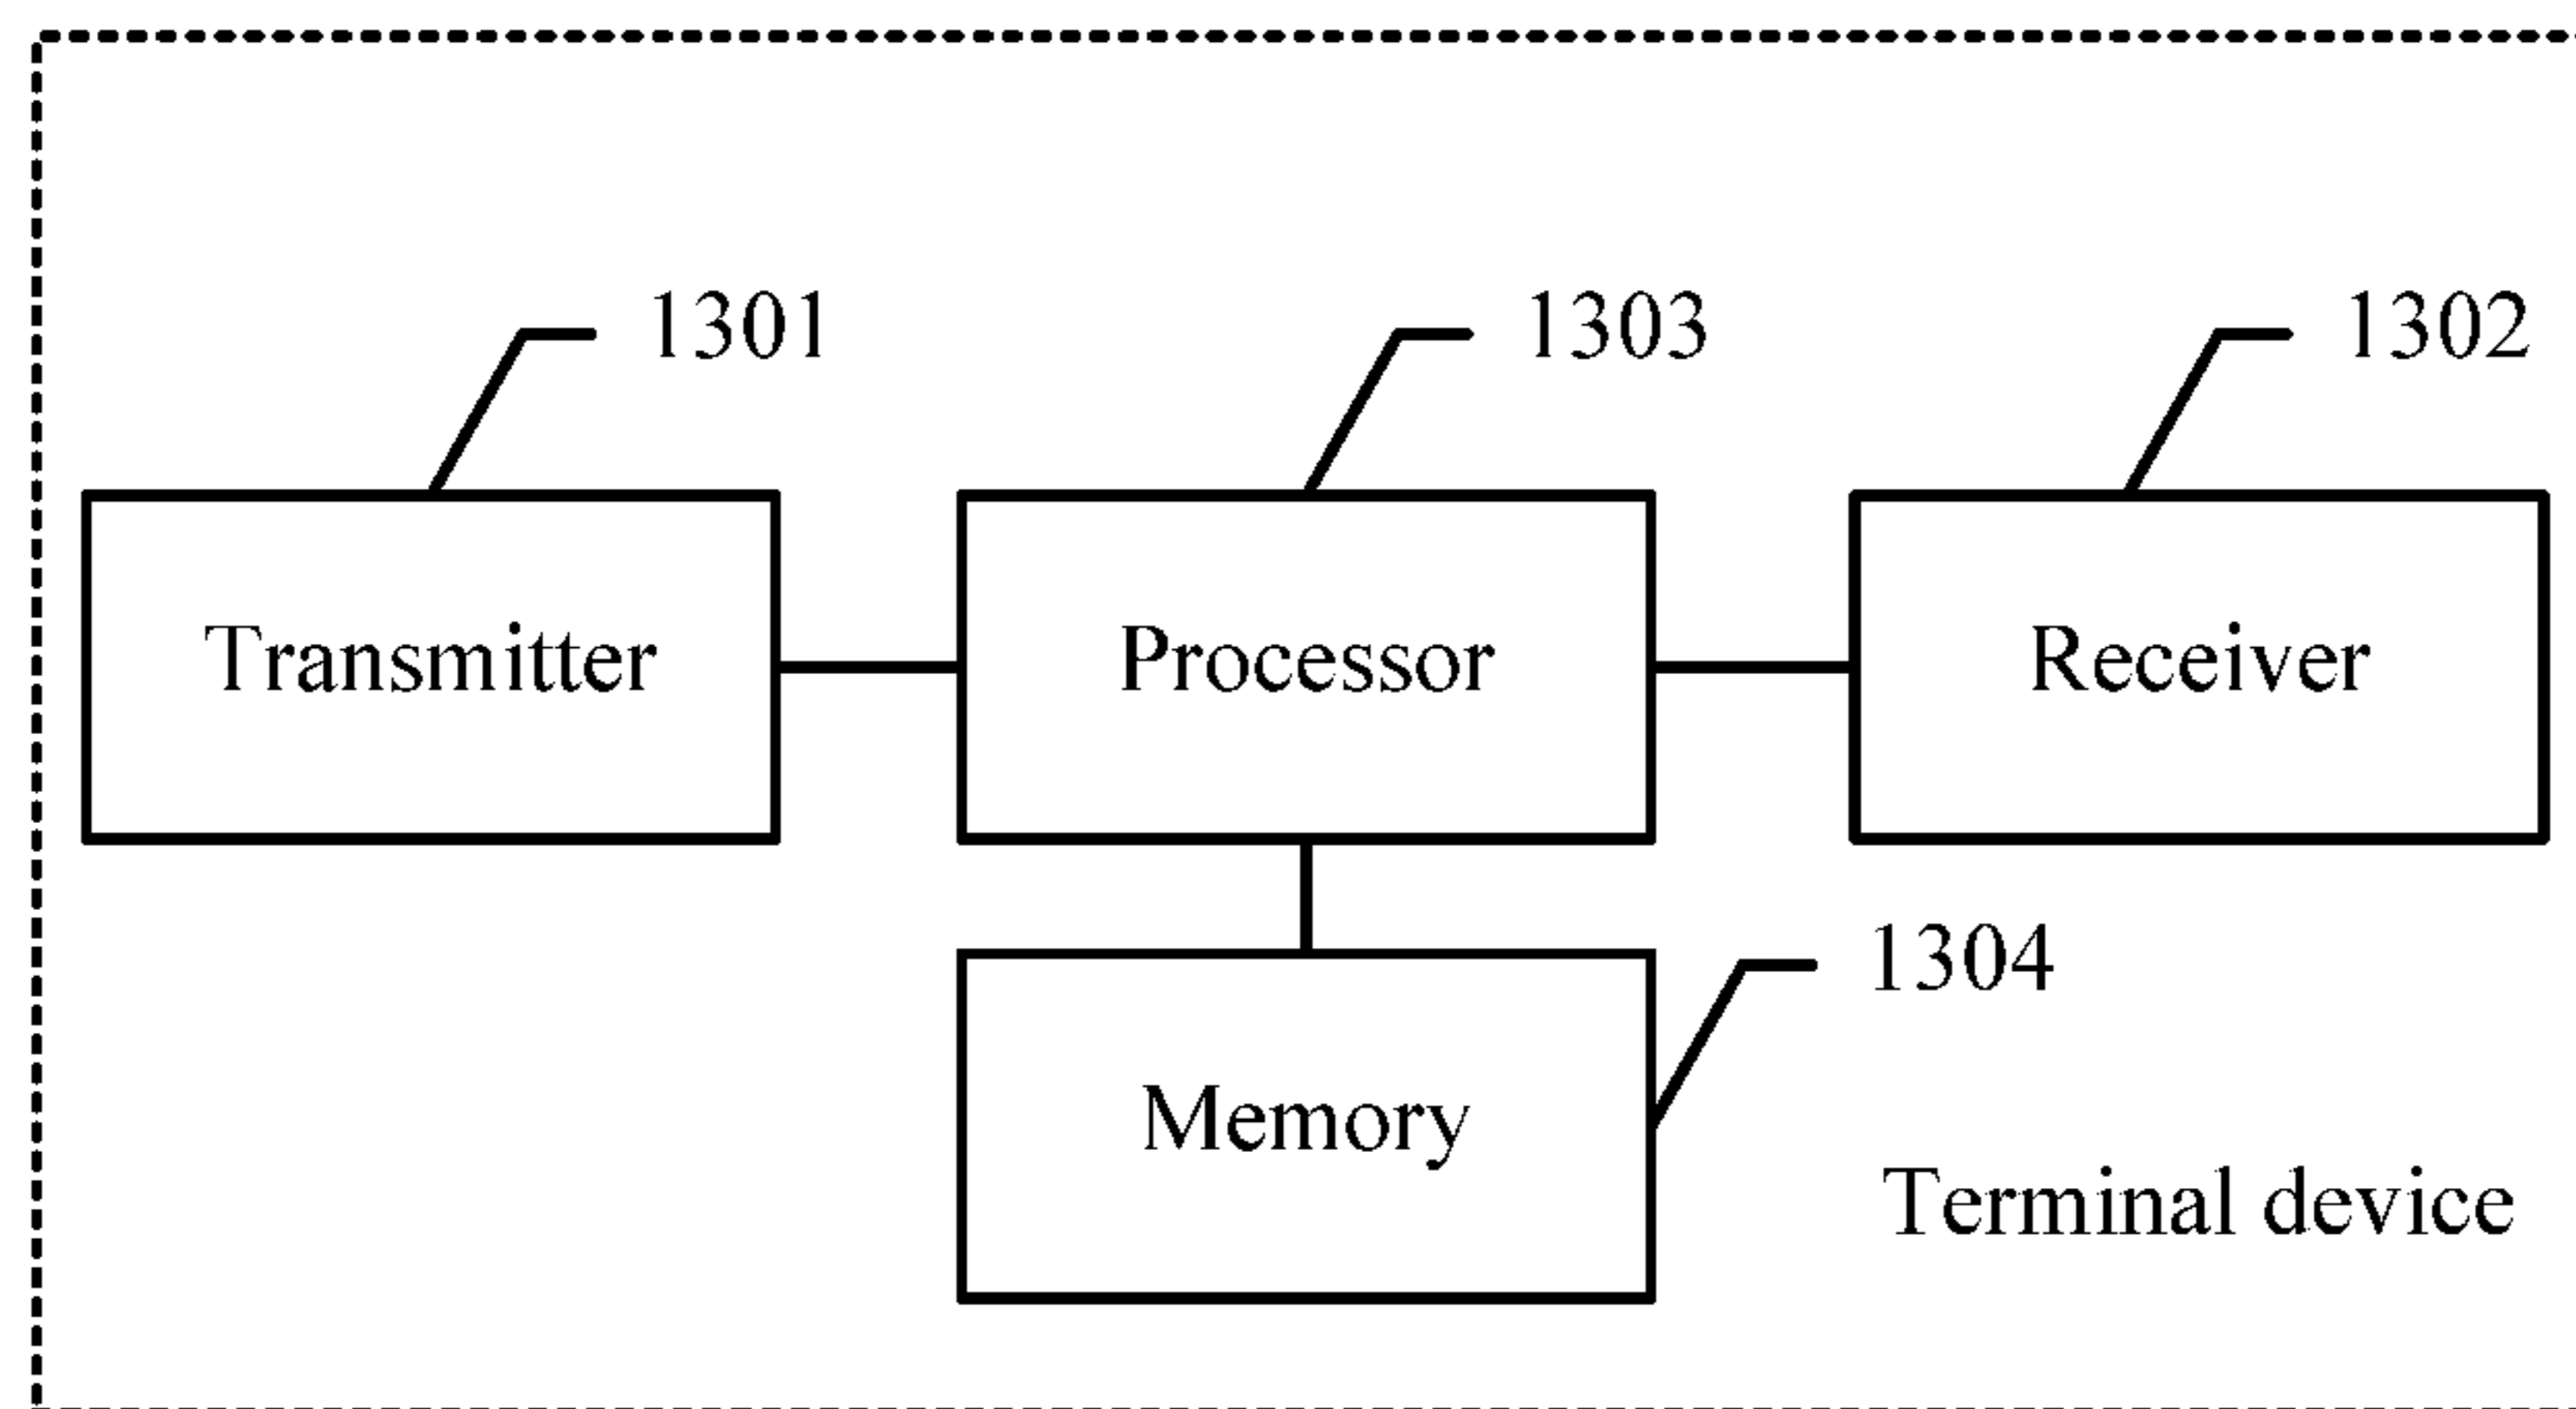 1301 1303 1302
Transmitter Processor Receiver
1304
Memory
Terminal device